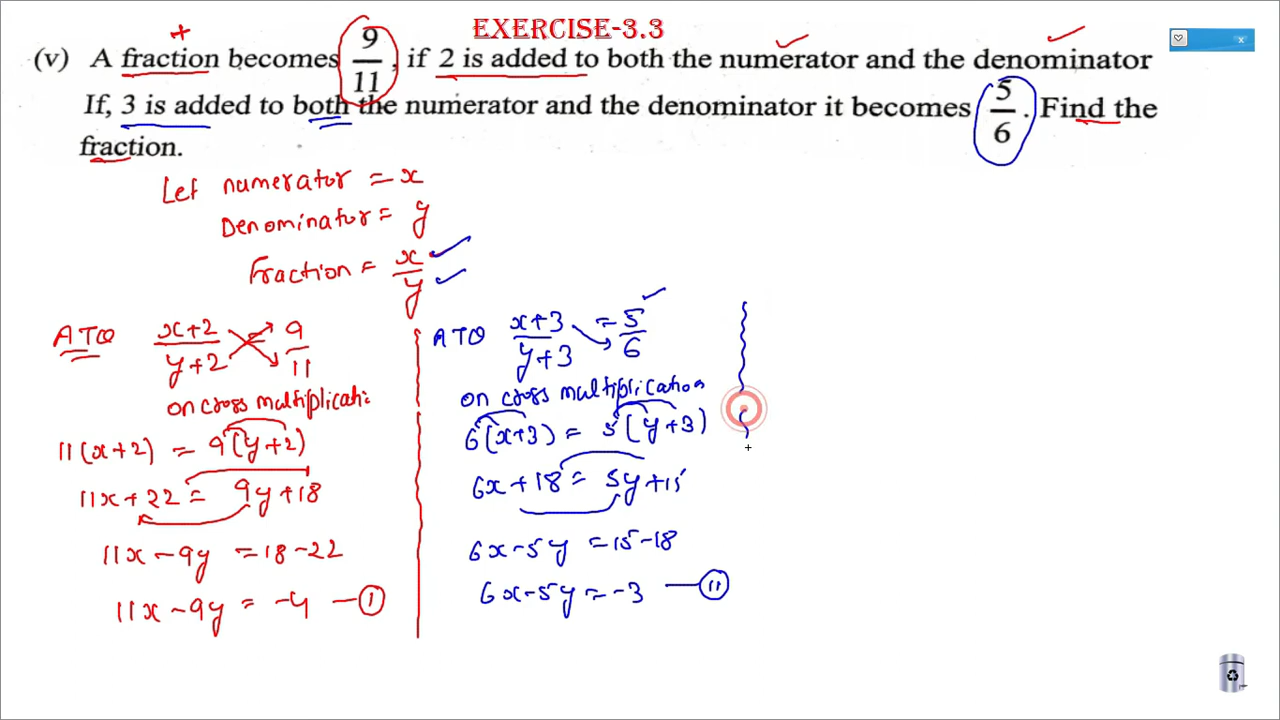 EXERCISE-3.3
(v) A fraction becomes 9/11, if 2 is added to both the numerator and the denominator
If, 3 is added to both the numerator and the denominator it becomes 5/6. Find the
fraction.
Let numerator = x
Denominator = y
Fraction = x/y
ATQ x+2/y+2 = 9/11
on cross multiplicati
11(x+2) = 9(y+2)
11x+22 = 9y+18
11x-9y = 18-22
11x-9y = -4 —①
ATQ x+3/y+3 = 5/6
on cross multiplication
6(x+3) = 5(y+3)
6x+18 = 5y+15
6x-5y = 15-18
6x-5y = -3 —⑪